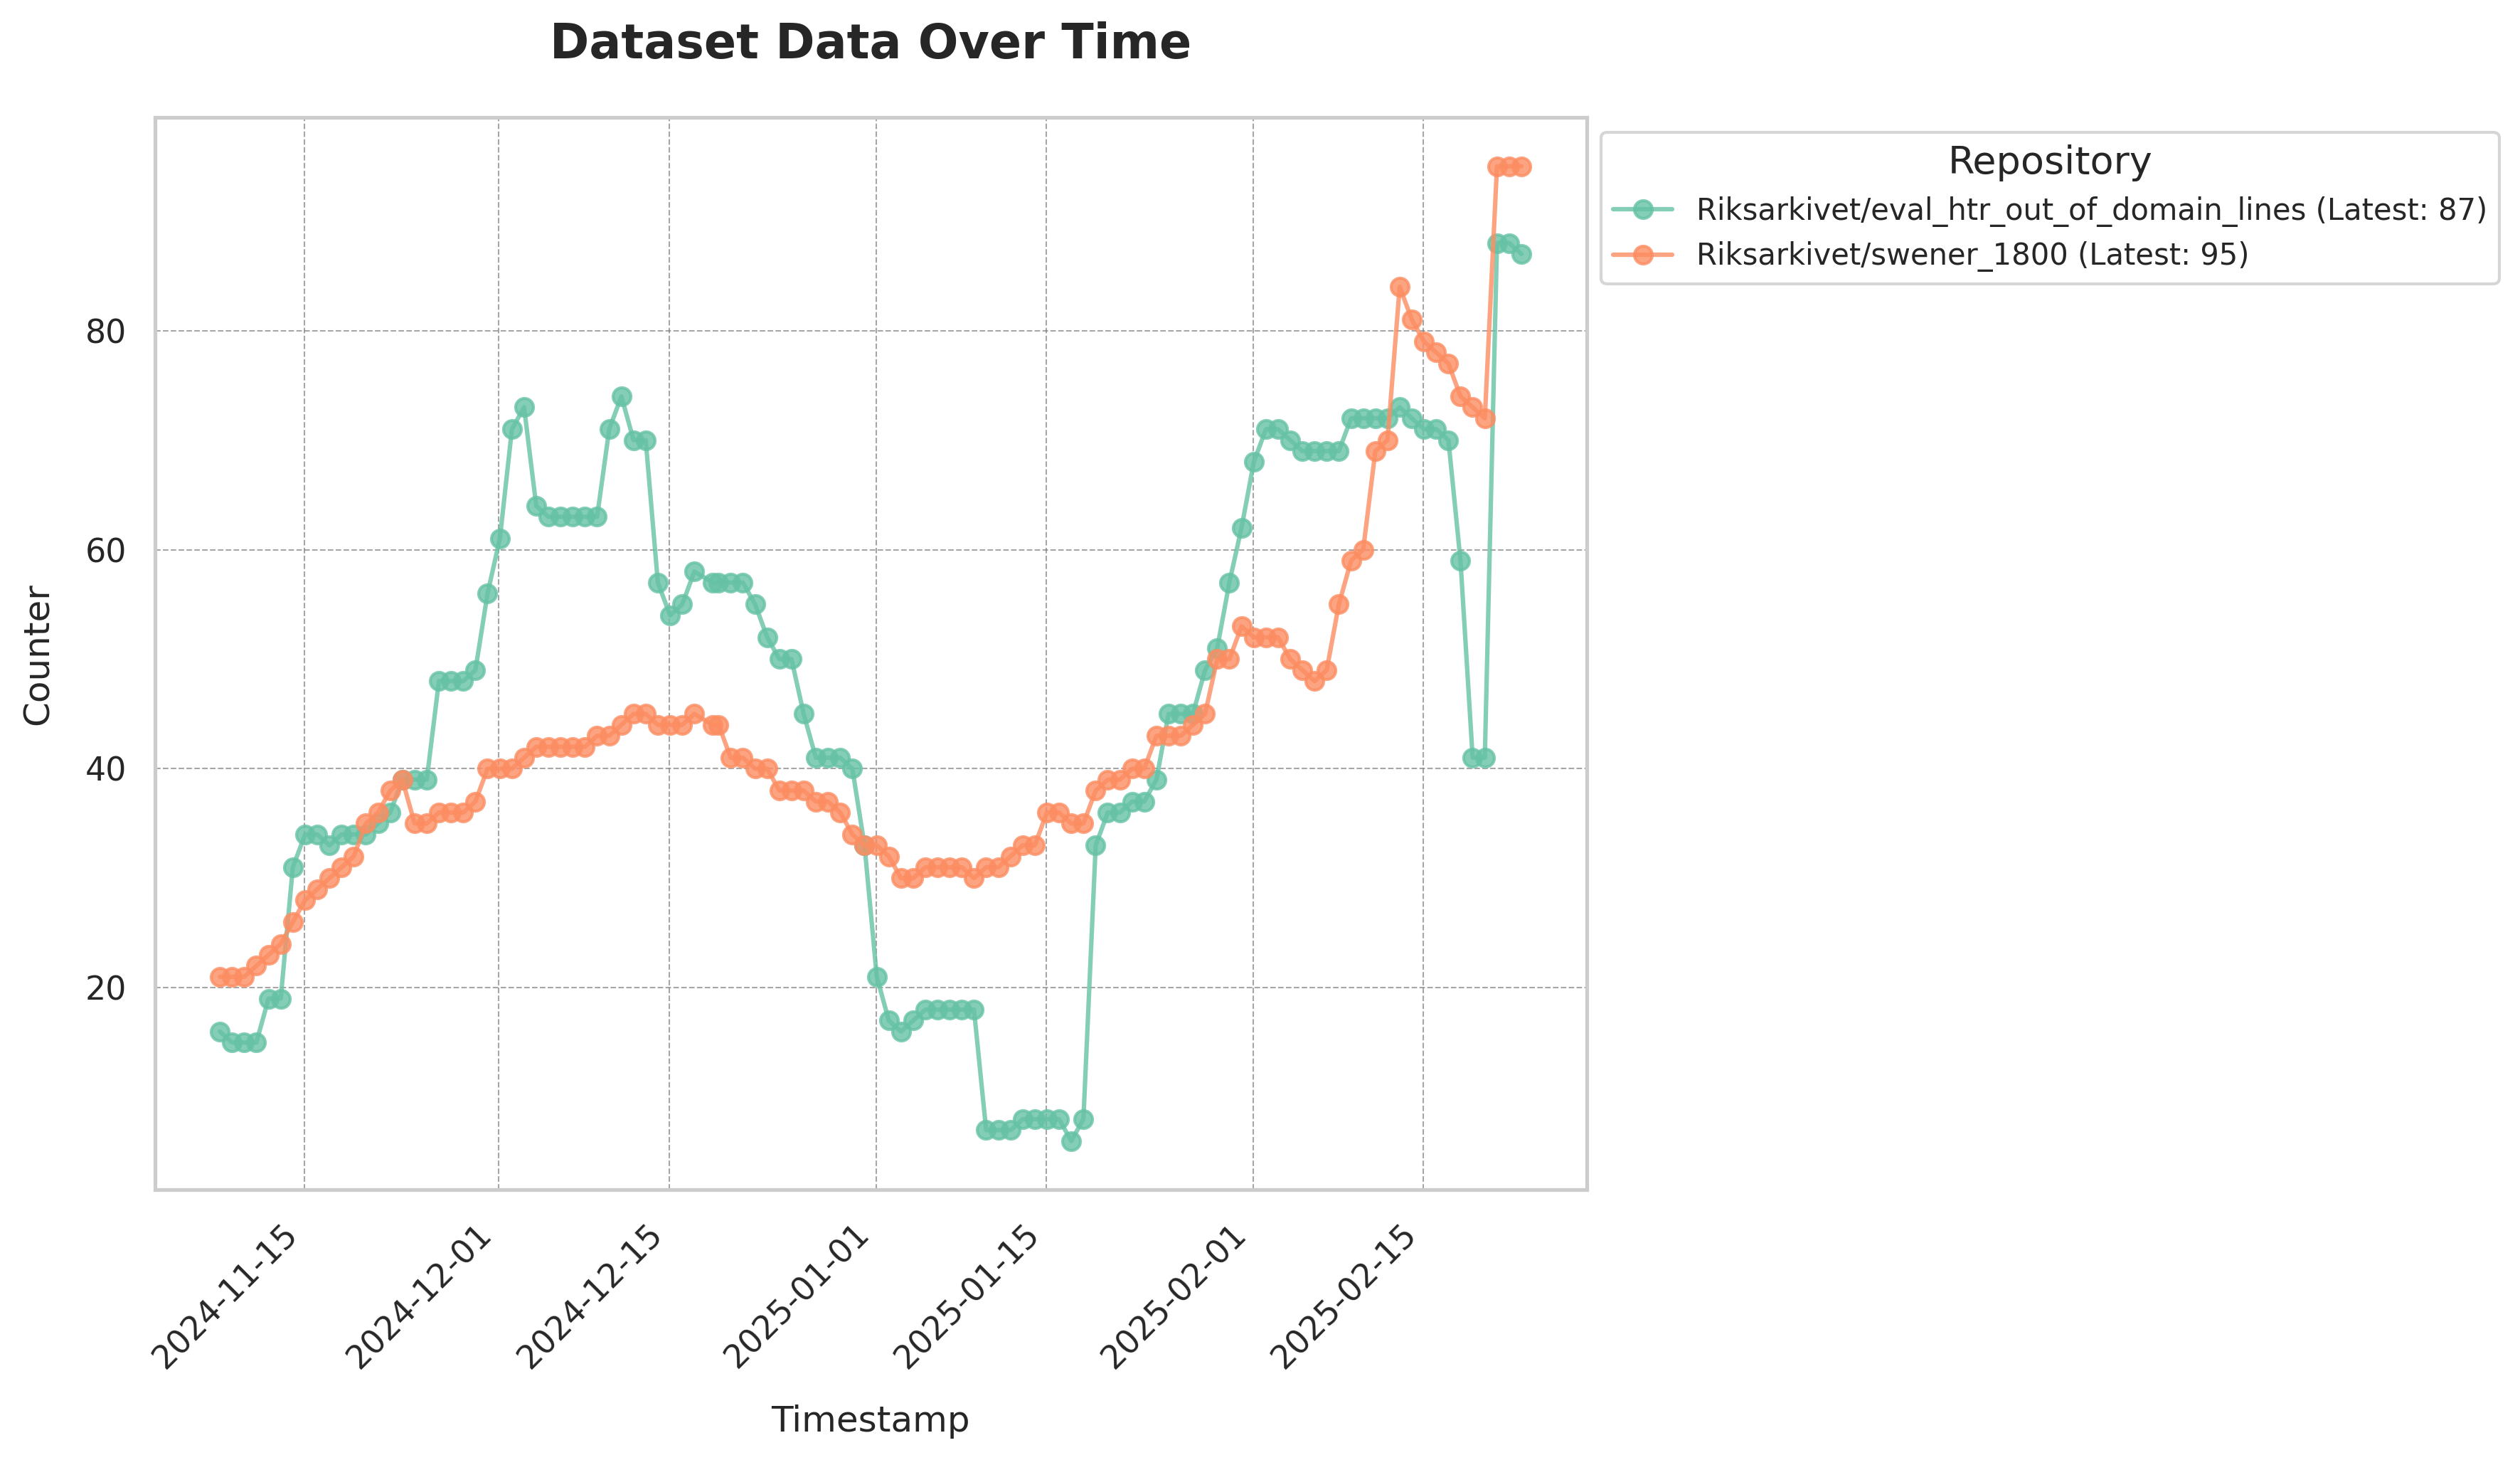 Dataset Data Over Time
Repository
Riksarkivet/eval_htr_out_of_domain_lines (Latest: 87)
Riksarkivet/swener_1800 (Latest: 95)
Counter
80
60
40
20
2024-11-15
2024-12-01
2024-12-15
2025-01-01
2025-01-15
2025-02-01
2025-02-15
Timestamp